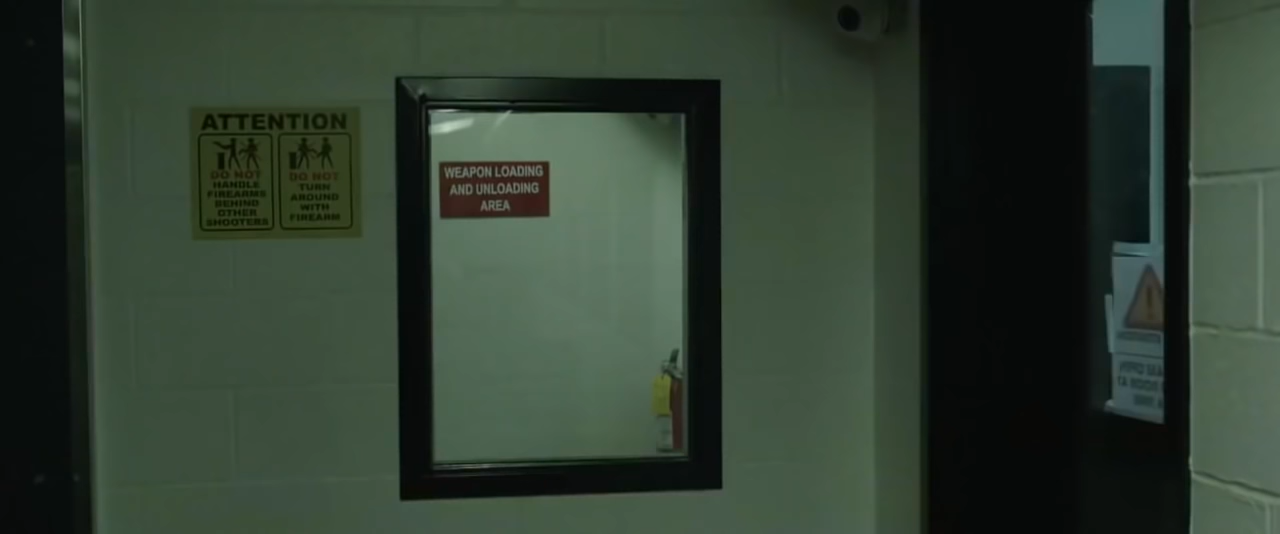 ATTENTION
DO NOT
HANDLE
FIREARMS
BEHIND
OTHER
SHOOTERS
DO NOT
TURN
AROUND
WITH
FIREARM
WEAPON LOADING
AND UNLOADING
AREA